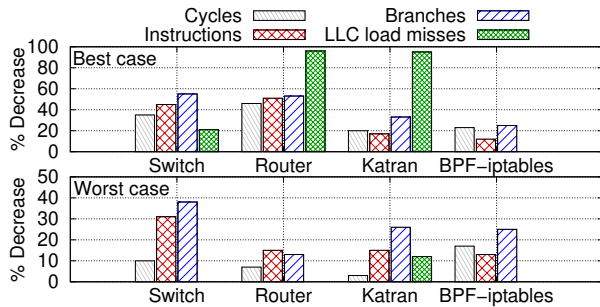 Cycles
Branches
Instructions
LLC load misses
% Decrease
100
80
60
40
20
0
Best case
Switch Router Katran BPF-iptables
% Decrease
50
40
30
20
10
0
Worst case
Switch Router Katran BPF-iptables